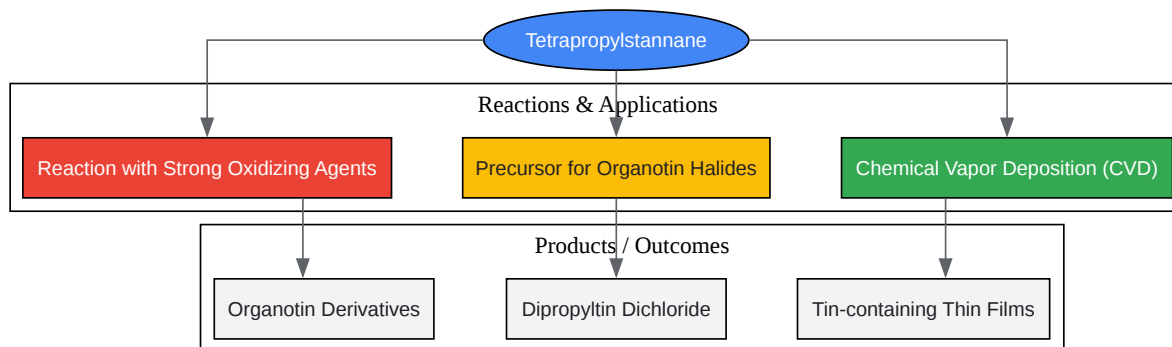 Tetrapropylstannane
Reactions & Applications
Reaction with Strong Oxidizing Agents
Precursor for Organotin Halides
Chemical Vapor Deposition (CVD)
Products / Outcomes
Organotin Derivatives
Dipropyltin Dichloride
Tin-containing Thin Films